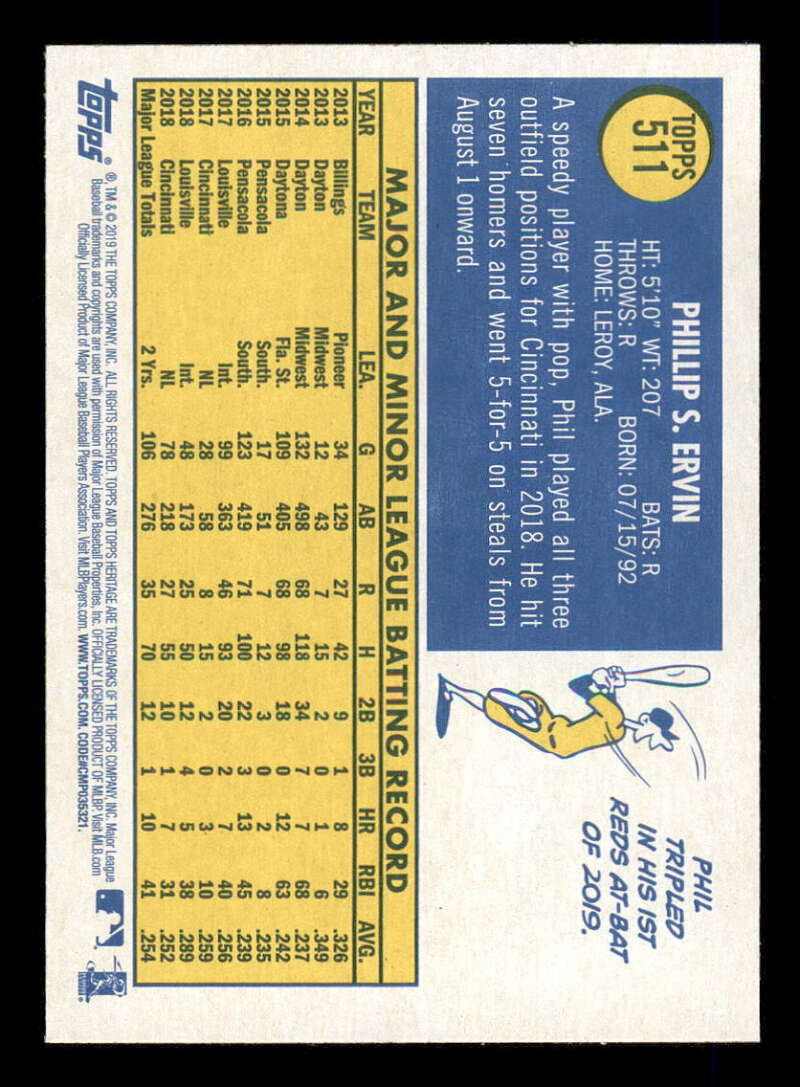 TOPPS
511
PHILLIP S. ERVIN
HT: 5'10" WT: 207 BATS: R
THROWS: R BORN: 07/15/92
HOME: LEROY, ALA.
A speedy player with pop, Phil played all three
outfield positions for Cincinnati in 2018. He hit
seven homers and went 5-for-5 on steals from
August 1 onward.
PHIL
TRIPLED
IN HIS 1ST
REDS AT-BAT
OF 2019.
MAJOR AND MINOR LEAGUE BATTING RECORD
YEAR TEAM LEA. G AB R H 2B 3B HR RBI AVG.
2013 Billings Pioneer 34 129 27 42 9 1 8 29 .326
2013 Dayton Midwest 12 43 7 15 2 0 1 6 .349
2014 Dayton Midwest 132 498 68 118 34 7 7 68 .237
2015 Daytona Fla. St. 109 405 68 98 18 0 12 63 .242
2015 Pensacola South. 17 51 7 12 3 0 2 8 .235
2016 Pensacola South. 123 419 71 100 22 3 13 45 .239
2017 Louisville Int. 99 363 46 93 20 2 7 40 .256
2017 Cincinnati NL 28 58 8 15 2 0 3 10 .259
2018 Louisville Int. 48 173 25 50 12 4 5 38 .289
2018 Cincinnati NL 78 218 27 55 10 1 7 31 .252
Major League Totals 2 Yrs. 106 276 35 70 12 1 10 41 .254
topps®
®, TM & © 2019 THE TOPPS COMPANY, INC. ALL RIGHTS RESERVED. TOPPS AND TOPPS HERITAGE ARE TRADEMARKS OF THE TOPPS COMPANY, INC. Major League
Baseball trademarks and copyrights are used with permission of Major League Baseball Properties, Inc. OFFICIALLY LICENSED PRODUCT OF MLBP. Visit MLB.com
Officially Licensed Product of Major League Baseball Players Association. Visit MLBPlayers.com. WWW.TOPPS.COM. CODE#CMP035321.